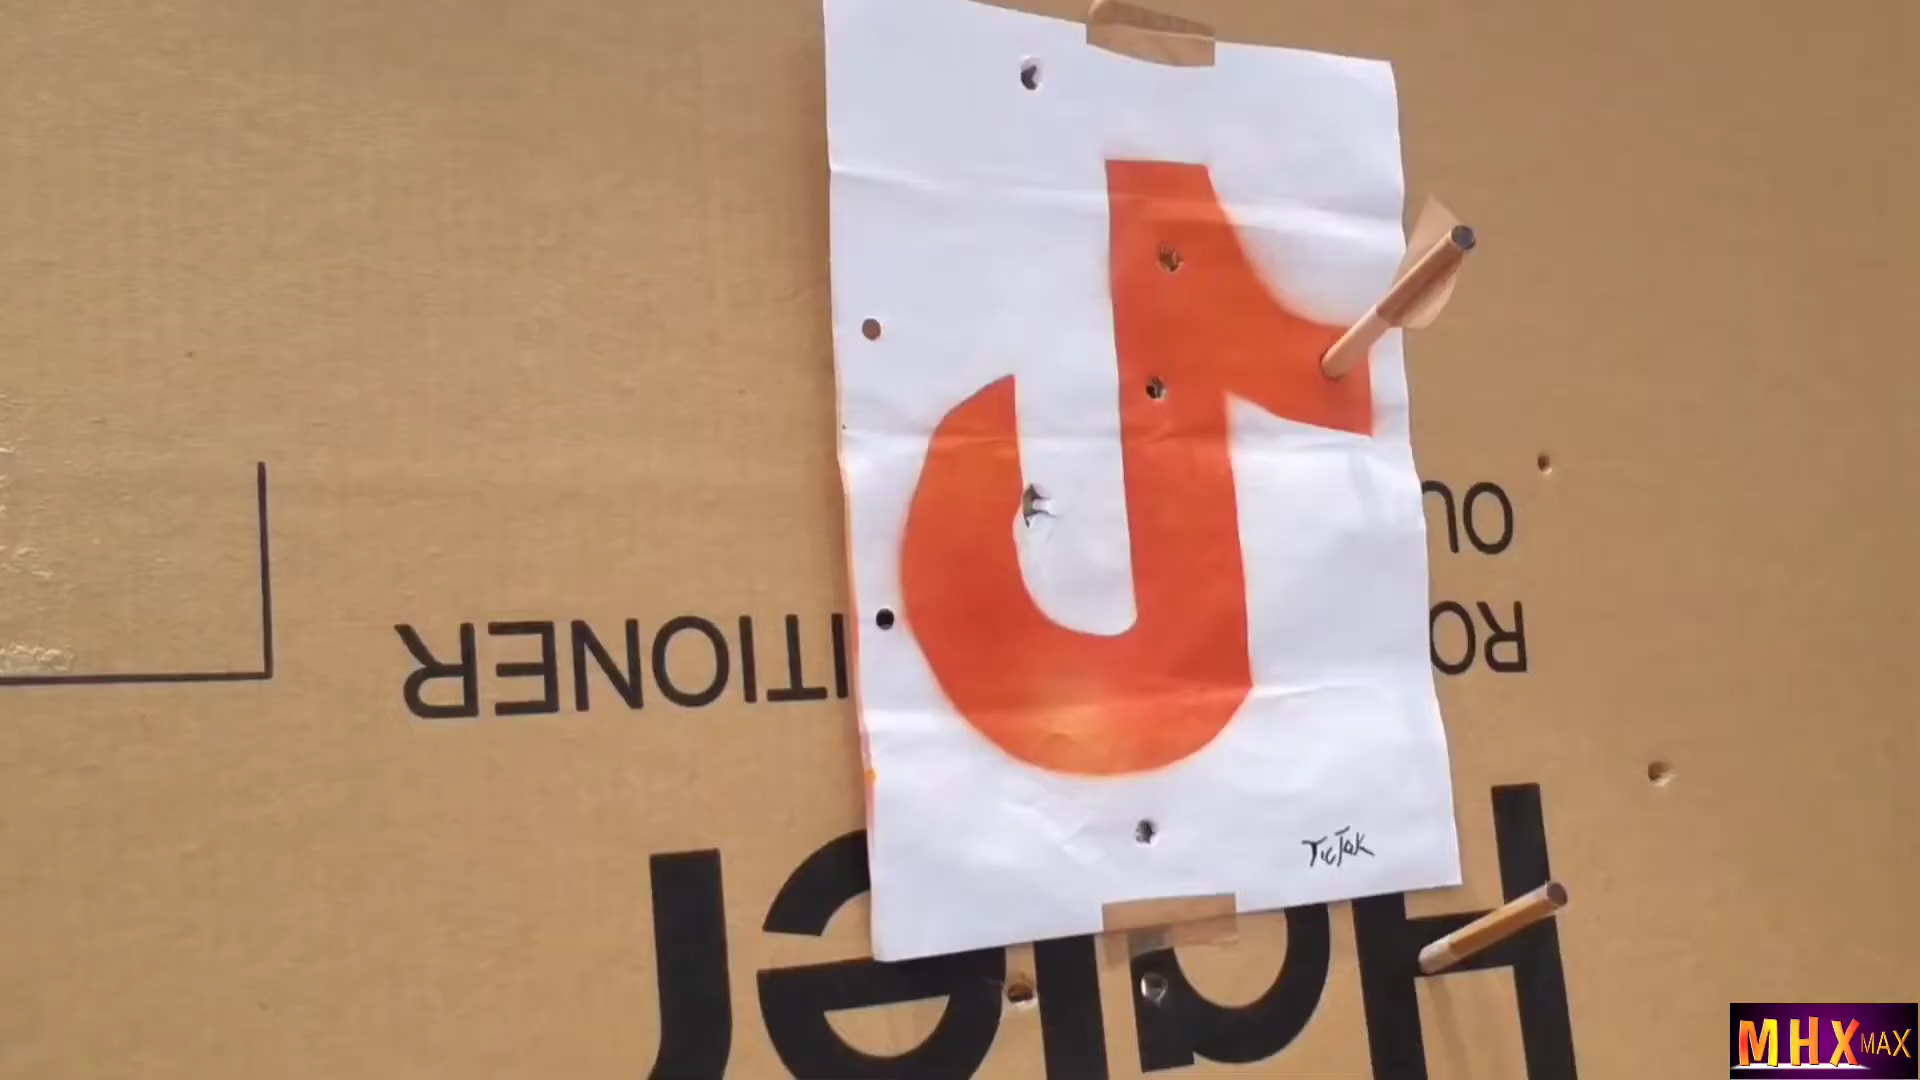 TicTak
Haier
RO ITIONER
OU
MHX MAX